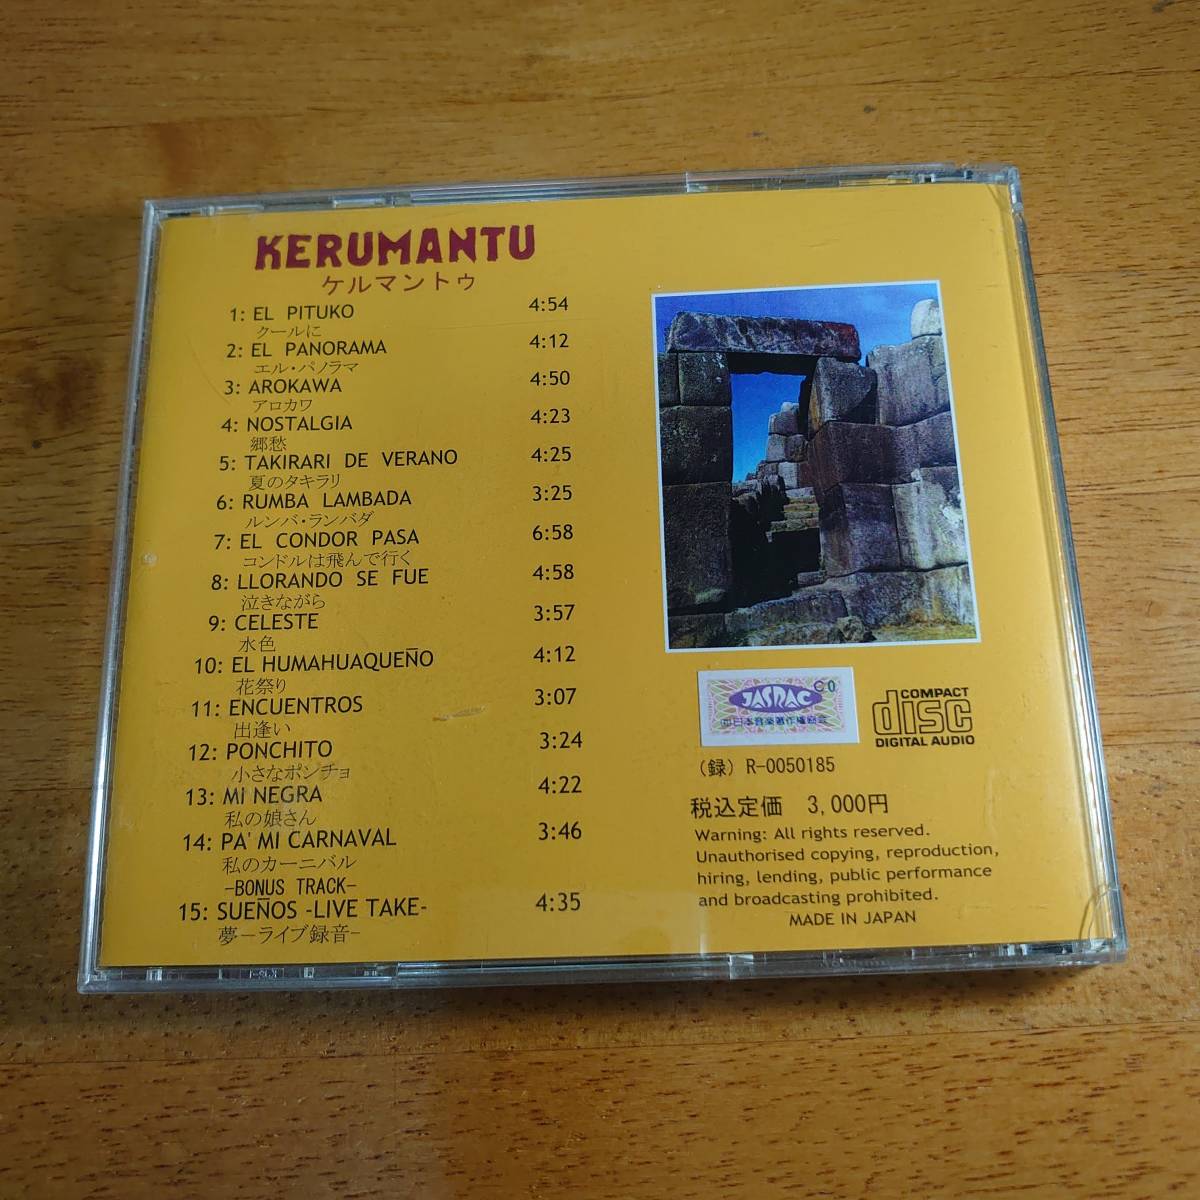 KERUMANTU
ケルマントゥ
1: EL PITUKO 4:54
クールに
2: EL PANORAMA 4:12
エル・パノラマ
3: AROKAWA 4:50
アロカワ
4: NOSTALGIA 4:23
郷愁
5: TAKIRARI DE VERANO 4:25
夏のタキラリ
6: RUMBA LAMBADA 3:25
ルンバ・ランバダ
7: EL CONDOR PASA 6:58
コンドルは飛んで行く
8: LLORANDO SE FUE 4:58
泣きながら
9: CELESTE 3:57
水色
10: EL HUMAHUAQUEÑO 4:12
花祭り
11: ENCUENTROS 3:07
出逢い
12: PONCHITO 3:24
小さなポンチョ
13: MI NEGRA 4:22
私の娘さん
14: PA' MI CARNAVAL 3:46
私のカーニバル
-BONUS TRACK-
15: SUEÑOS -LIVE TAKE- 4:35
夢－ライブ録音-
JASRAC
C0
日本音楽著作権協会
COMPACT
disc
DIGITAL AUDIO
（録）R-0050185
税込定価 3,000円
Warning: All rights reserved.
Unauthorised copying, reproduction,
hiring, lending, public performance
and broadcasting prohibited.
MADE IN JAPAN